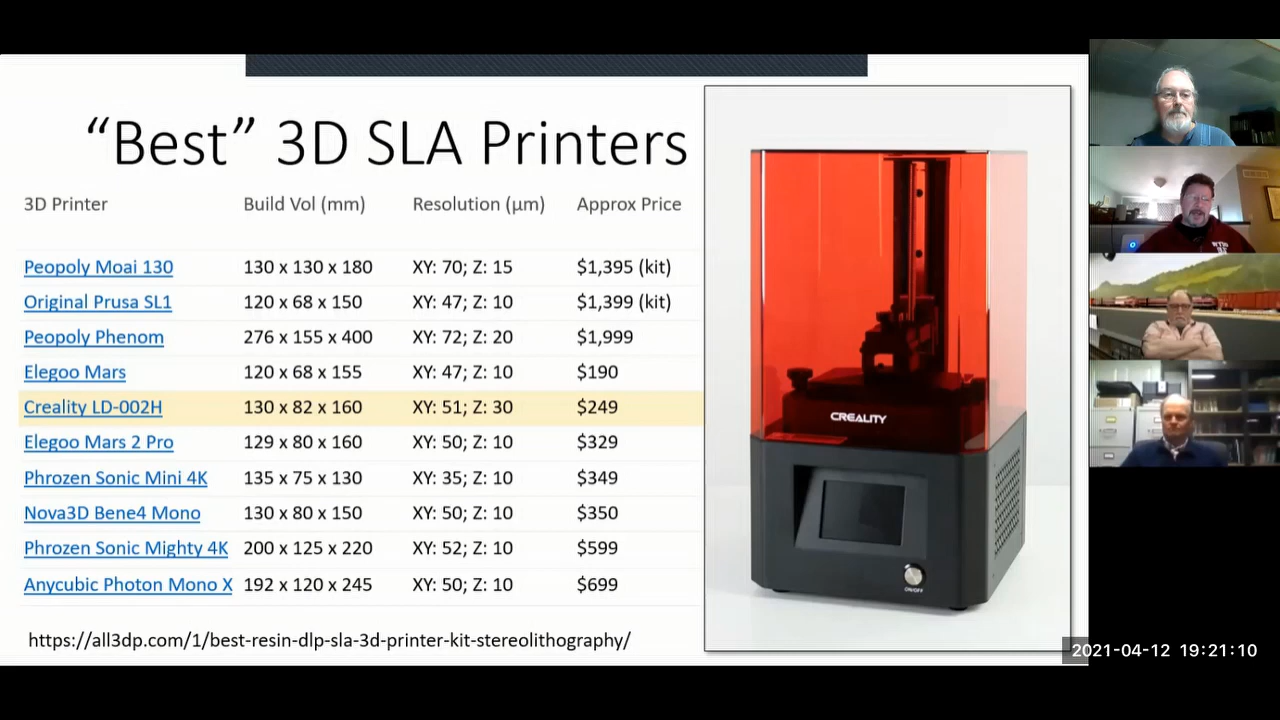 “Best” 3D SLA Printers
3D Printer Build Vol (mm) Resolution (µm) Approx Price
Peopoly Moai 130 130 x 130 x 180 XY: 70; Z: 15 $1,395 (kit)
Original Prusa SL1 120 x 68 x 150 XY: 47; Z: 10 $1,399 (kit)
Peopoly Phenom 276 x 155 x 400 XY: 72; Z: 20 $1,999
Elegoo Mars 120 x 68 x 155 XY: 47; Z: 10 $190
Creality LD-002H 130 x 82 x 160 XY: 51; Z: 30 $249
Elegoo Mars 2 Pro 129 x 80 x 160 XY: 50; Z: 10 $329
Phrozen Sonic Mini 4K 135 x 75 x 130 XY: 35; Z: 10 $349
Nova3D Bene4 Mono 130 x 80 x 150 XY: 50; Z: 10 $350
Phrozen Sonic Mighty 4K 200 x 125 x 220 XY: 52; Z: 10 $599
Anycubic Photon Mono X 192 x 120 x 245 XY: 50; Z: 10 $699
https://all3dp.com/1/best-resin-dlp-sla-3d-printer-kit-stereolithography/
CREALITY
ON/OFF
2021-04-12 19:21:10